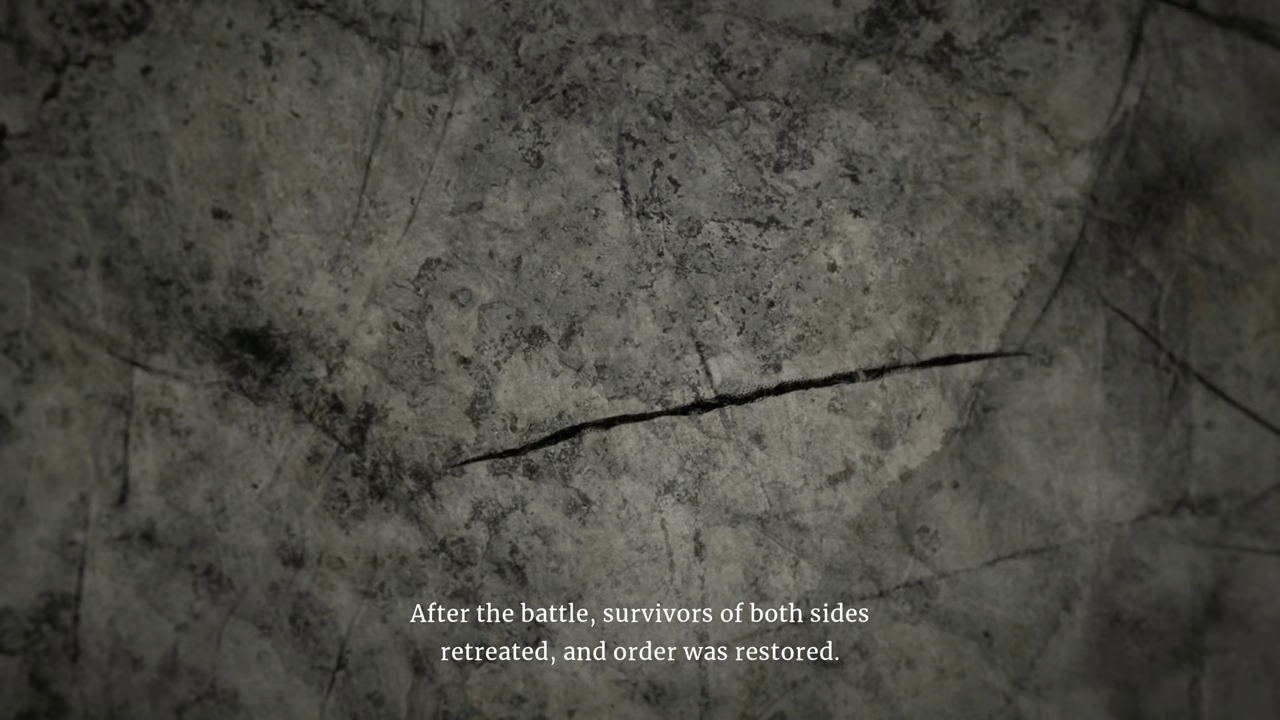 After the battle, survivors of both sides
retreated, and order was restored.